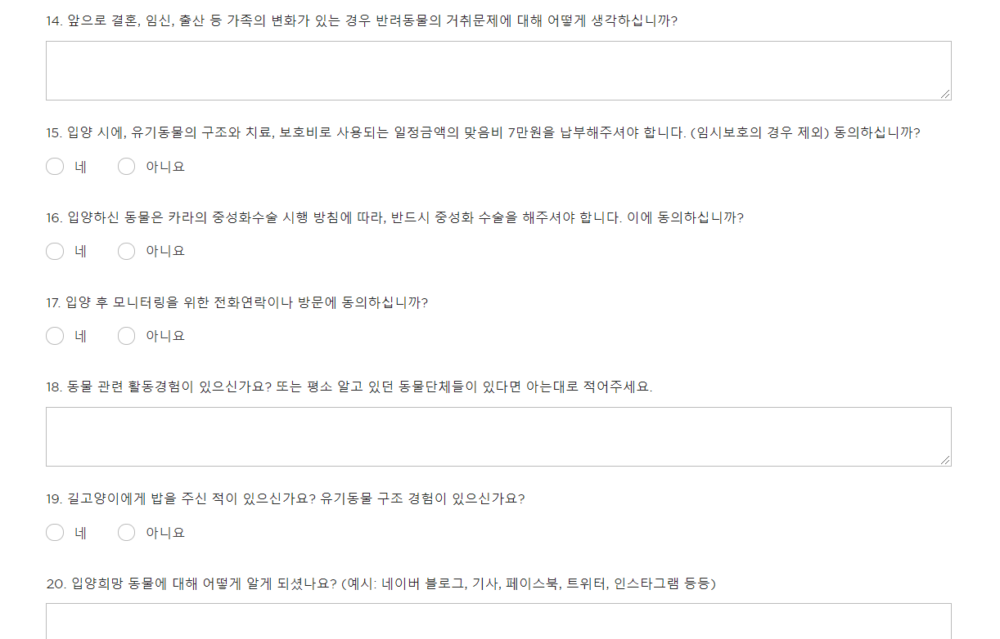 14. 앞으로 결혼, 임신, 출산 등 가족의 변화가 있는 경우 반려동물의 거취문제에 대해 어떻게 생각하십니까?
15. 입양 시에, 유기동물의 구조와 치료, 보호비로 사용되는 일정금액의 맞음비 7만원을 납부해주셔야 합니다. (임시보호의 경우 제외) 동의하십니까?
네 아니요
16. 입양하신 동물은 카라의 중성화수술 시행 방침에 따라, 반드시 중성화 수술을 해주셔야 합니다. 이에 동의하십니까?
네 아니요
17. 입양 후 모니터링을 위한 전화연락이나 방문에 동의하십니까?
네 아니요
18. 동물 관련 활동경험이 있으신가요? 또는 평소 알고 있던 동물단체들이 있다면 아는대로 적어주세요.
19. 길고양이에게 밥을 주신 적이 있으신가요? 유기동물 구조 경험이 있으신가요?
네 아니요
20. 입양희망 동물에 대해 어떻게 알게 되셨나요? (예시: 네이버 블로그, 기사, 페이스북, 트위터, 인스타그램 등등)